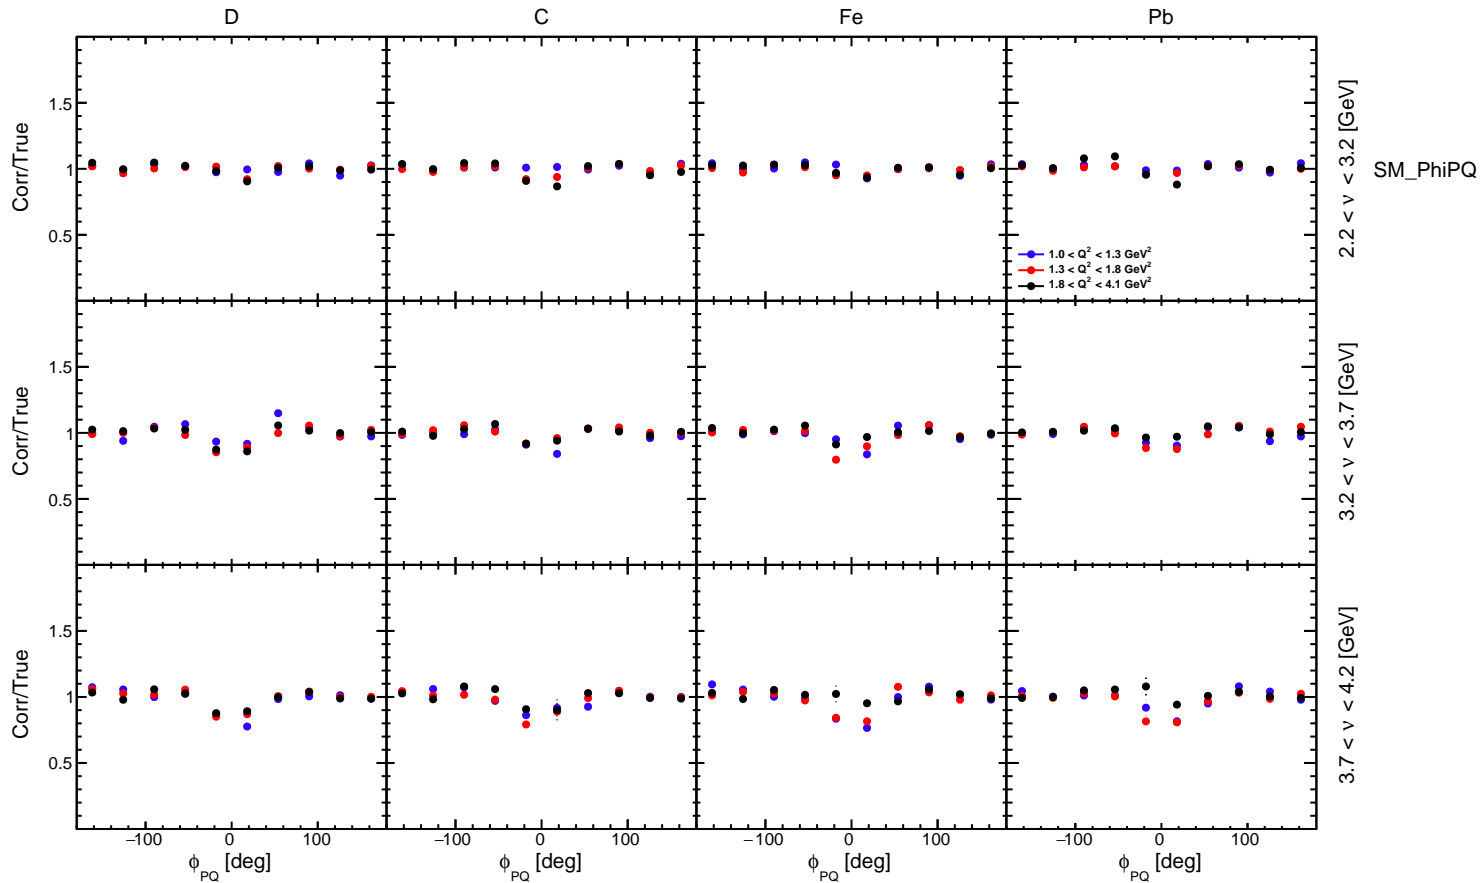 D C Fe Pb
Corr/True
1.5
1
0.5
2.2 < ν < 3.2 [GeV]
SM_PhiPQ
1.0 < Q² < 1.3 GeV²
1.3 < Q² < 1.8 GeV²
1.8 < Q² < 4.1 GeV²
Corr/True
1.5
1
0.5
3.2 < ν < 3.7 [GeV]
Corr/True
1.5
1
0.5
3.7 < ν < 4.2 [GeV]
−100 0 100 −100 0 100 −100 0 100 −100 0 100
ϕPQ [deg] ϕPQ [deg] ϕPQ [deg] ϕPQ [deg]